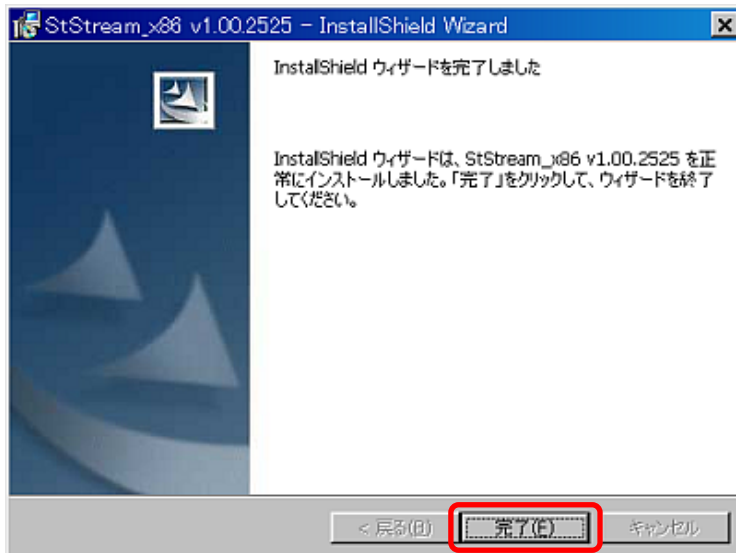 StStream_x86 v1.00.2525 - InstallShield Wizard
InstallShield ウィザードを完了しました
InstallShield ウィザードは、StStream_x86 v1.00.2525 を正
常にインストールしました。「完了」をクリックして、ウィザードを終了
してください。
< 戻る(B)
完了(F)
キャンセル